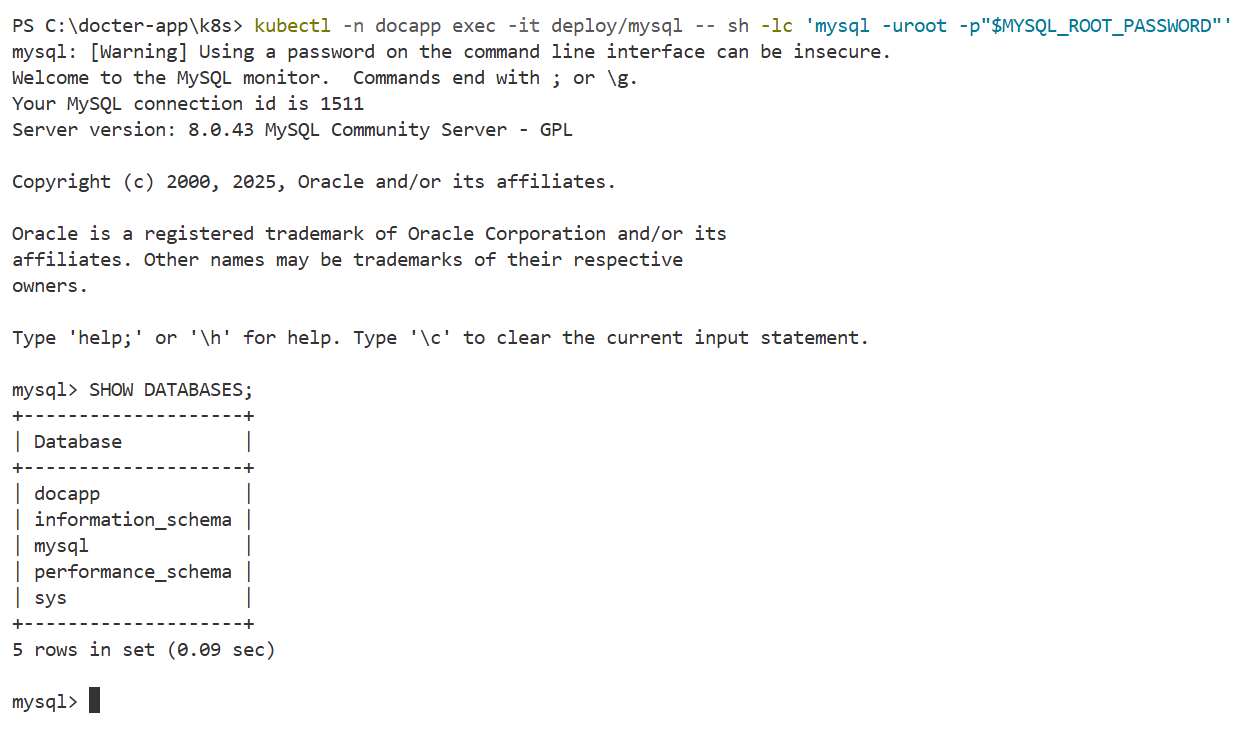 PS C:\docter-app\k8s> kubectl -n docapp exec -it deploy/mysql -- sh -lc 'mysql -uroot -p"$MYSQL_ROOT_PASSWORD"'
mysql: [Warning] Using a password on the command line interface can be insecure.
Welcome to the MySQL monitor.  Commands end with ; or \g.
Your MySQL connection id is 1511
Server version: 8.0.43 MySQL Community Server - GPL

Copyright (c) 2000, 2025, Oracle and/or its affiliates.

Oracle is a registered trademark of Oracle Corporation and/or its
affiliates. Other names may be trademarks of their respective
owners.

Type 'help;' or '\h' for help. Type '\c' to clear the current input statement.

mysql> SHOW DATABASES;
+--------------------+
| Database           |
+--------------------+
| docapp             |
| information_schema |
| mysql              |
| performance_schema |
| sys                |
+--------------------+
5 rows in set (0.09 sec)

mysql>